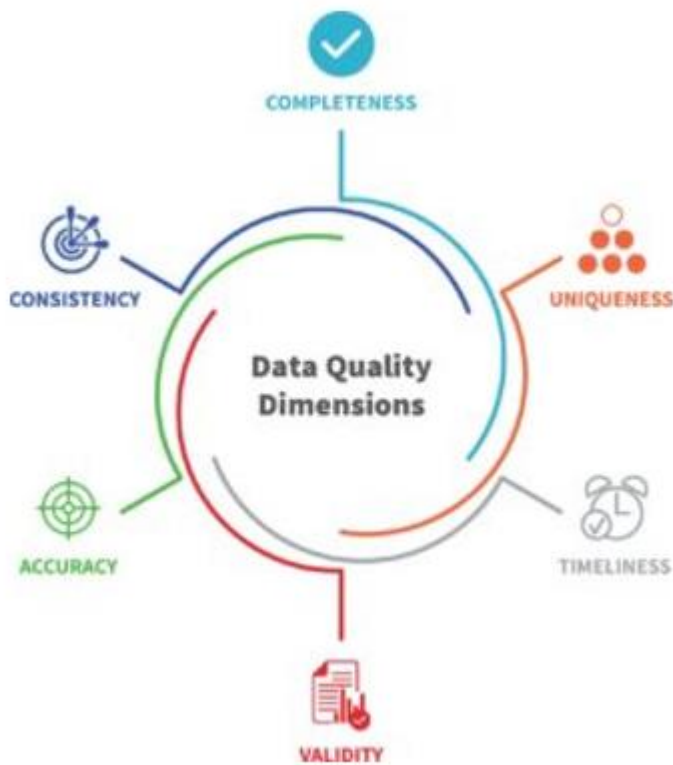 COMPLETENESS
CONSISTENCY
UNIQUENESS
Data Quality
Dimensions
ACCURACY
TIMELINESS
VALIDITY